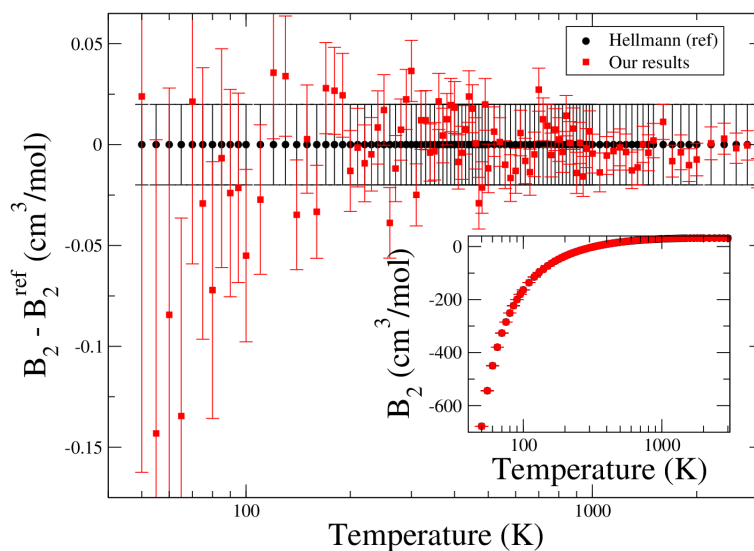 0.05
0
-0.05
-0.1
-0.15
B₂ - B₂ʳᵉᶠ (cm³/mol)
Hellmann (ref)
Our results
100
1000
Temperature (K)
0
-200
-400
-600
B₂ (cm³/mol)
100
1000
Temperature (K)